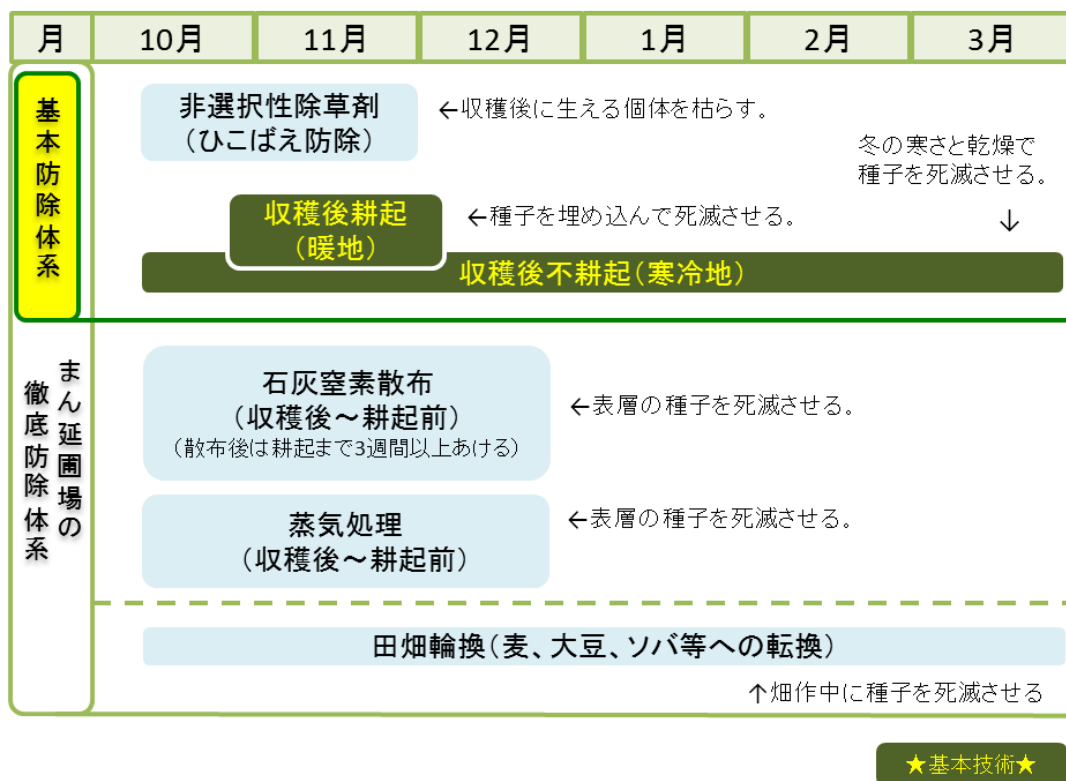 月 10月 11月 12月 1月 2月 3月
基本防除体系
非選択性除草剤
（ひこばえ防除）
←収穫後に生える個体を枯らす。
冬の寒さと乾燥で
種子を死滅させる。
↓
収穫後耕起
（暖地）
←種子を埋め込んで死滅させる。
収穫後不耕起（寒冷地）
まん延圃場の
徹底防除体系
石灰窒素散布
（収穫後～耕起前）
（散布後は耕起まで3週間以上あける）
←表層の種子を死滅させる。
蒸気処理
（収穫後～耕起前）
←表層の種子を死滅させる。
田畑輪換（麦、大豆、ソバ等への転換）
↑畑作中に種子を死滅させる
★基本技術★